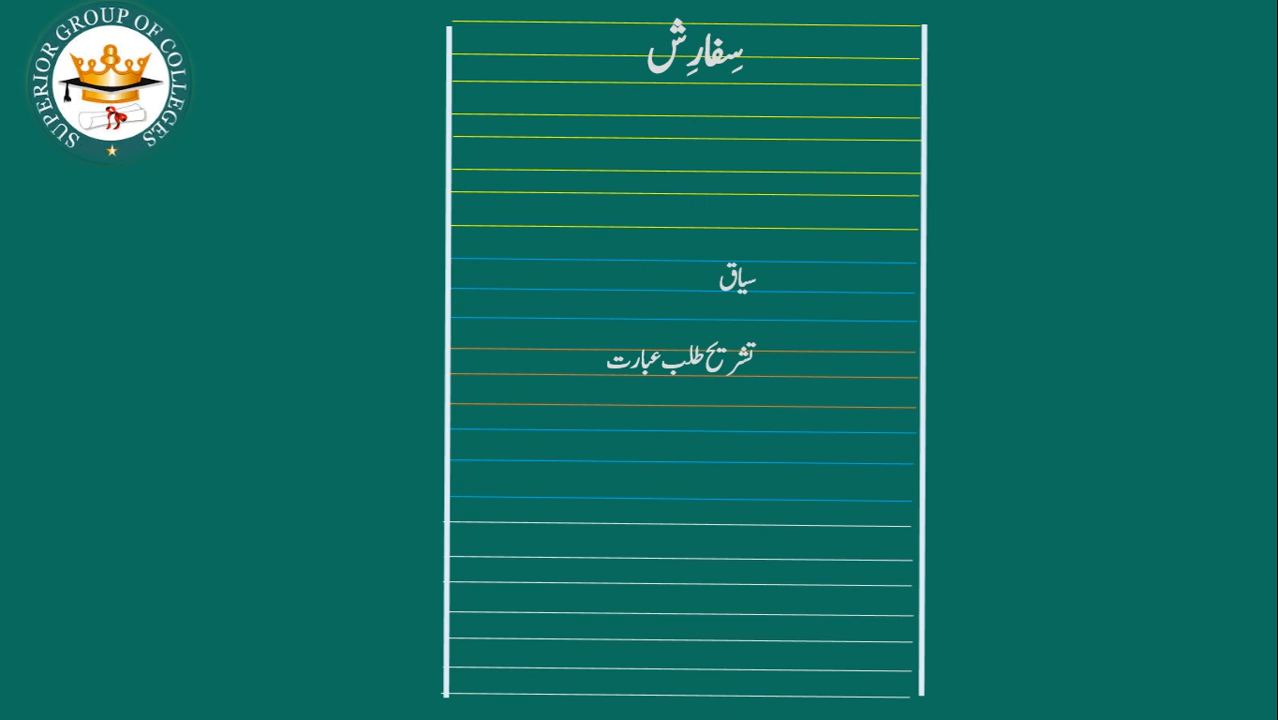 SUPERIOR GROUP OF COLLEGES
سِفارِش
سیاق
تشریح طلب عبارت